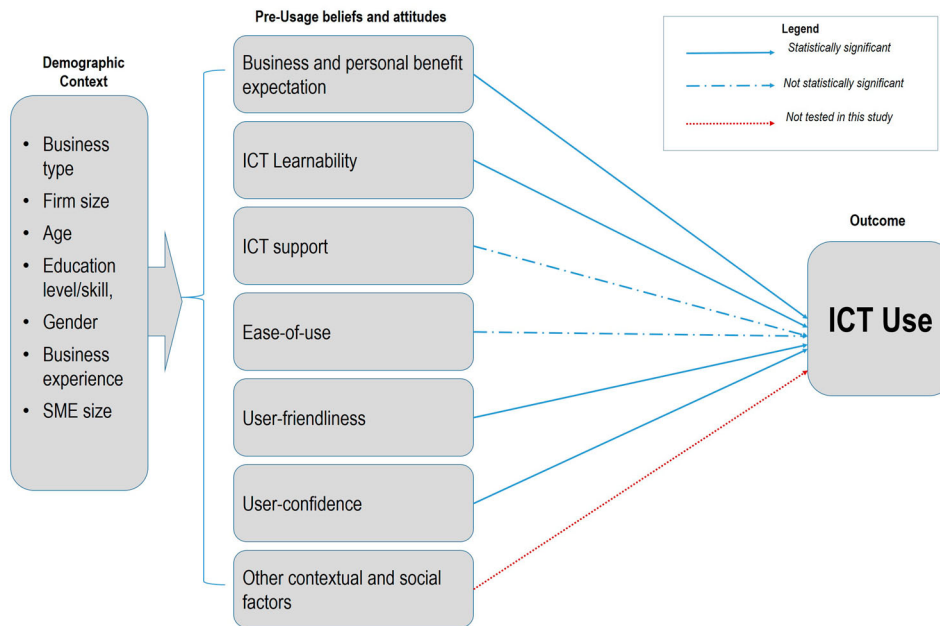 Pre-Usage beliefs and attitudes
Legend
Statistically significant
Not statistically significant
Not tested in this study
Demographic
Context
• Business
type
• Firm size
• Age
• Education
level/skill,
• Gender
• Business
experience
• SME size
Business and personal benefit
expectation
ICT Learnability
ICT support
Ease-of-use
User-friendliness
User-confidence
Other contextual and social
factors
Outcome
ICT Use